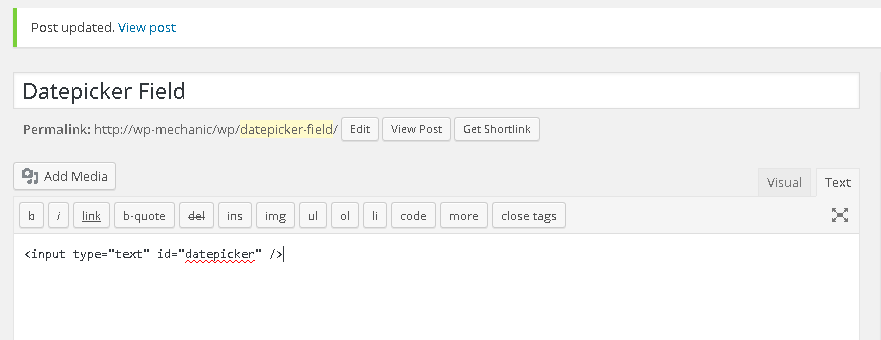 Post updated. View post
Datepicker Field
Permalink: http://wp-mechanic/wp/datepicker-field/ Edit View Post Get Shortlink
Add Media
Visual Text
b i link b-quote del ins img ul ol li code more close tags
<input type="text" id="datepicker" />